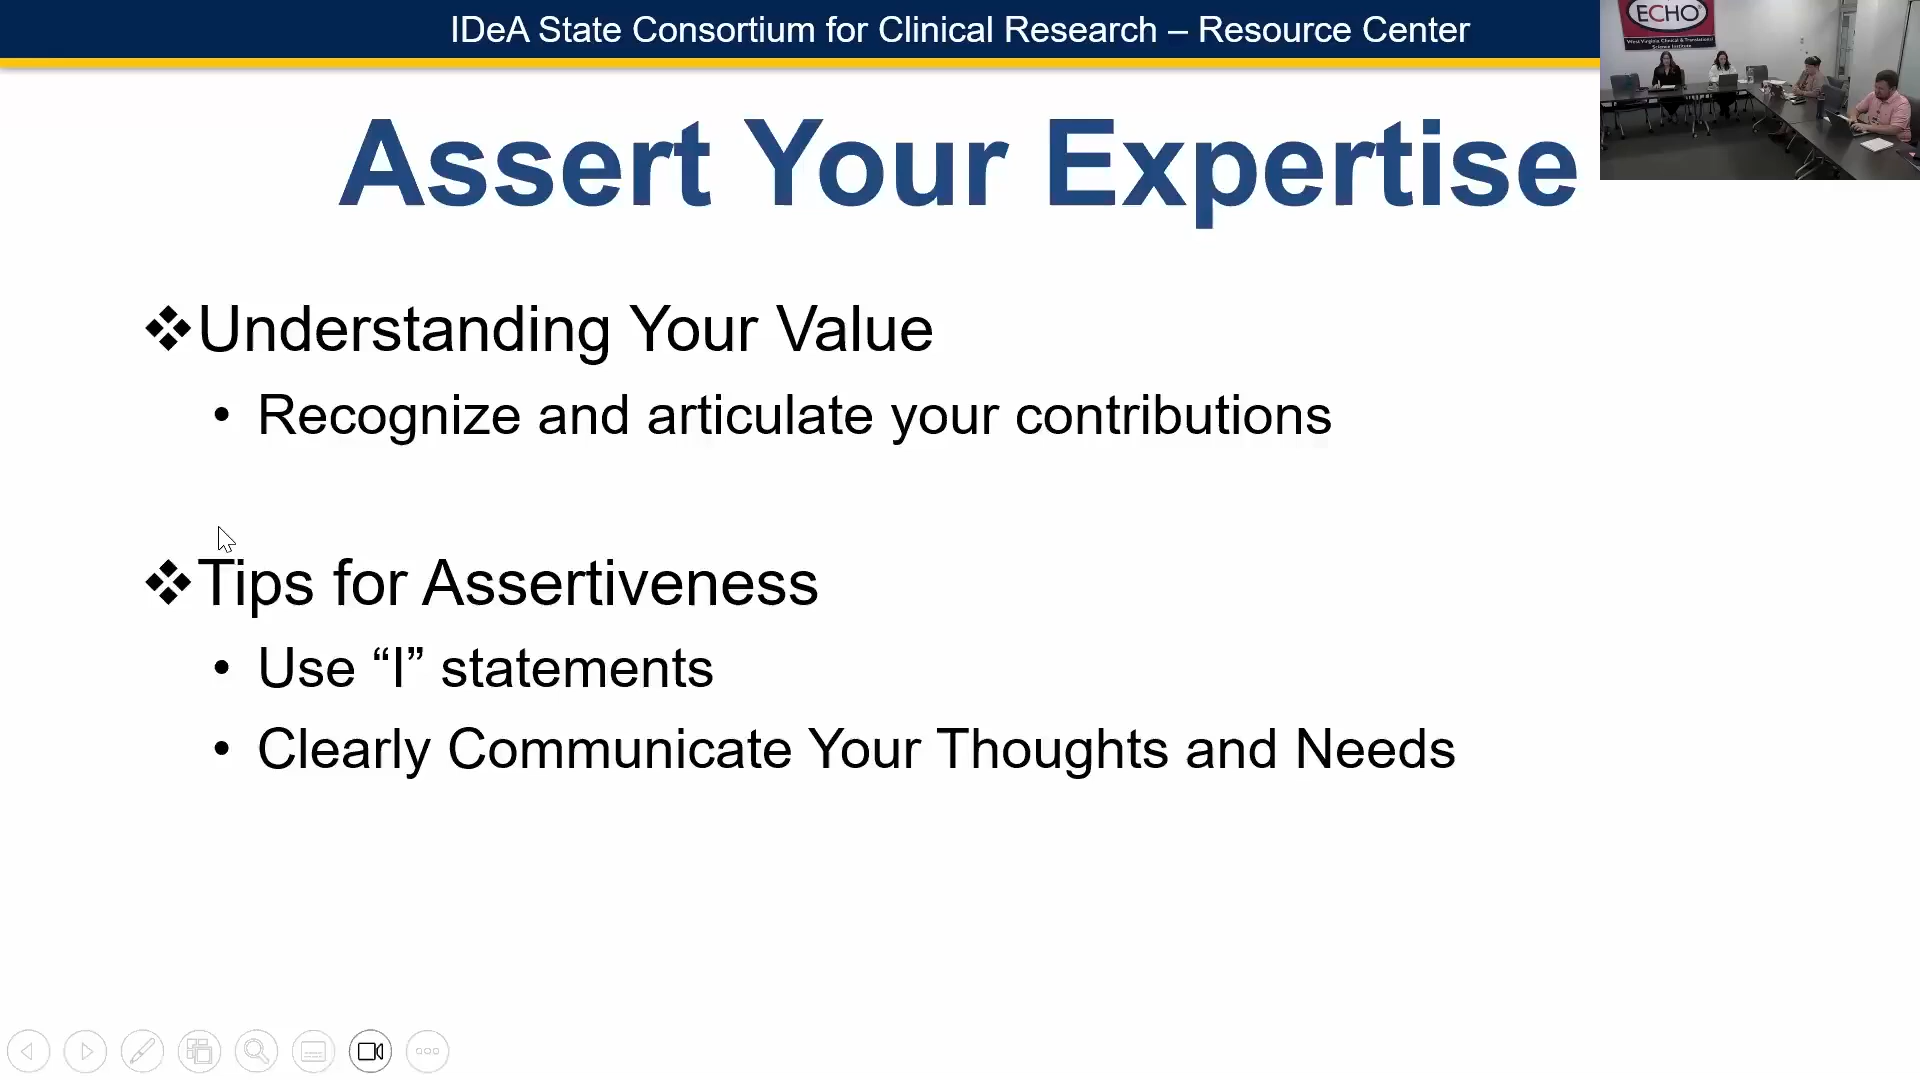 IDeA State Consortium for Clinical Research – Resource Center
ECHO
West Virginia Clinical & Translational
Science Institute
Assert Your Expertise
❖Understanding Your Value
• Recognize and articulate your contributions
❖Tips for Assertiveness
• Use “I” statements
• Clearly Communicate Your Thoughts and Needs